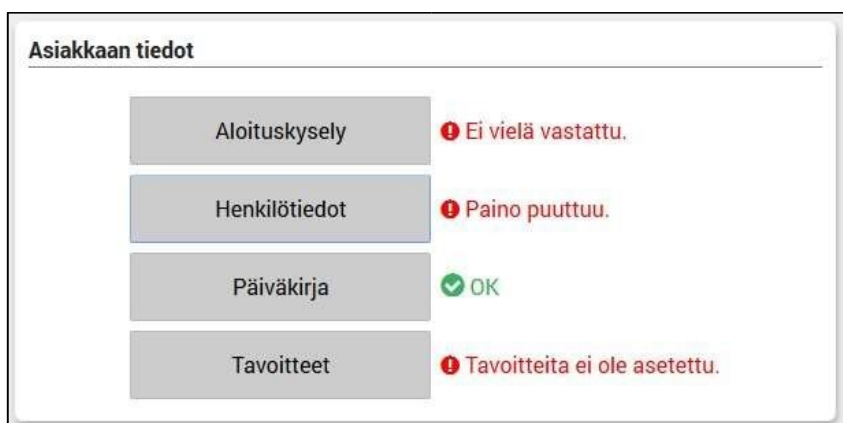 Asiakkaan tiedot
Aloituskysely
Ei vielä vastattu.
Henkilötiedot
Paino puuttuu.
Päiväkirja
OK
Tavoitteet
Tavoitteita ei ole asetettu.